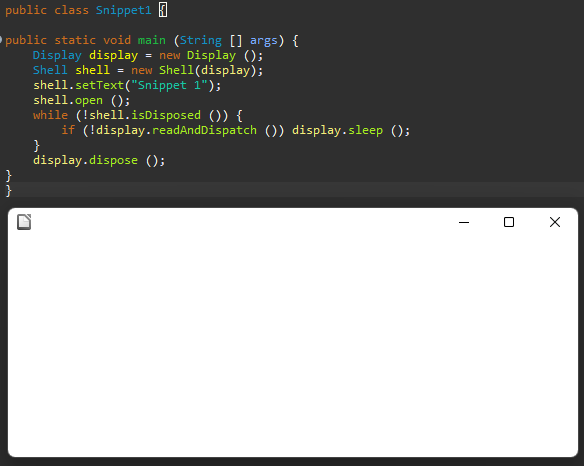 public class Snippet1 {
public static void main (String [] args) {
Display display = new Display ();
Shell shell = new Shell(display);
shell.setText("Snippet 1");
shell.open ();
while (!shell.isDisposed ()) {
if (!display.readAndDispatch ()) display.sleep ();
}
display.dispose ();
}
}